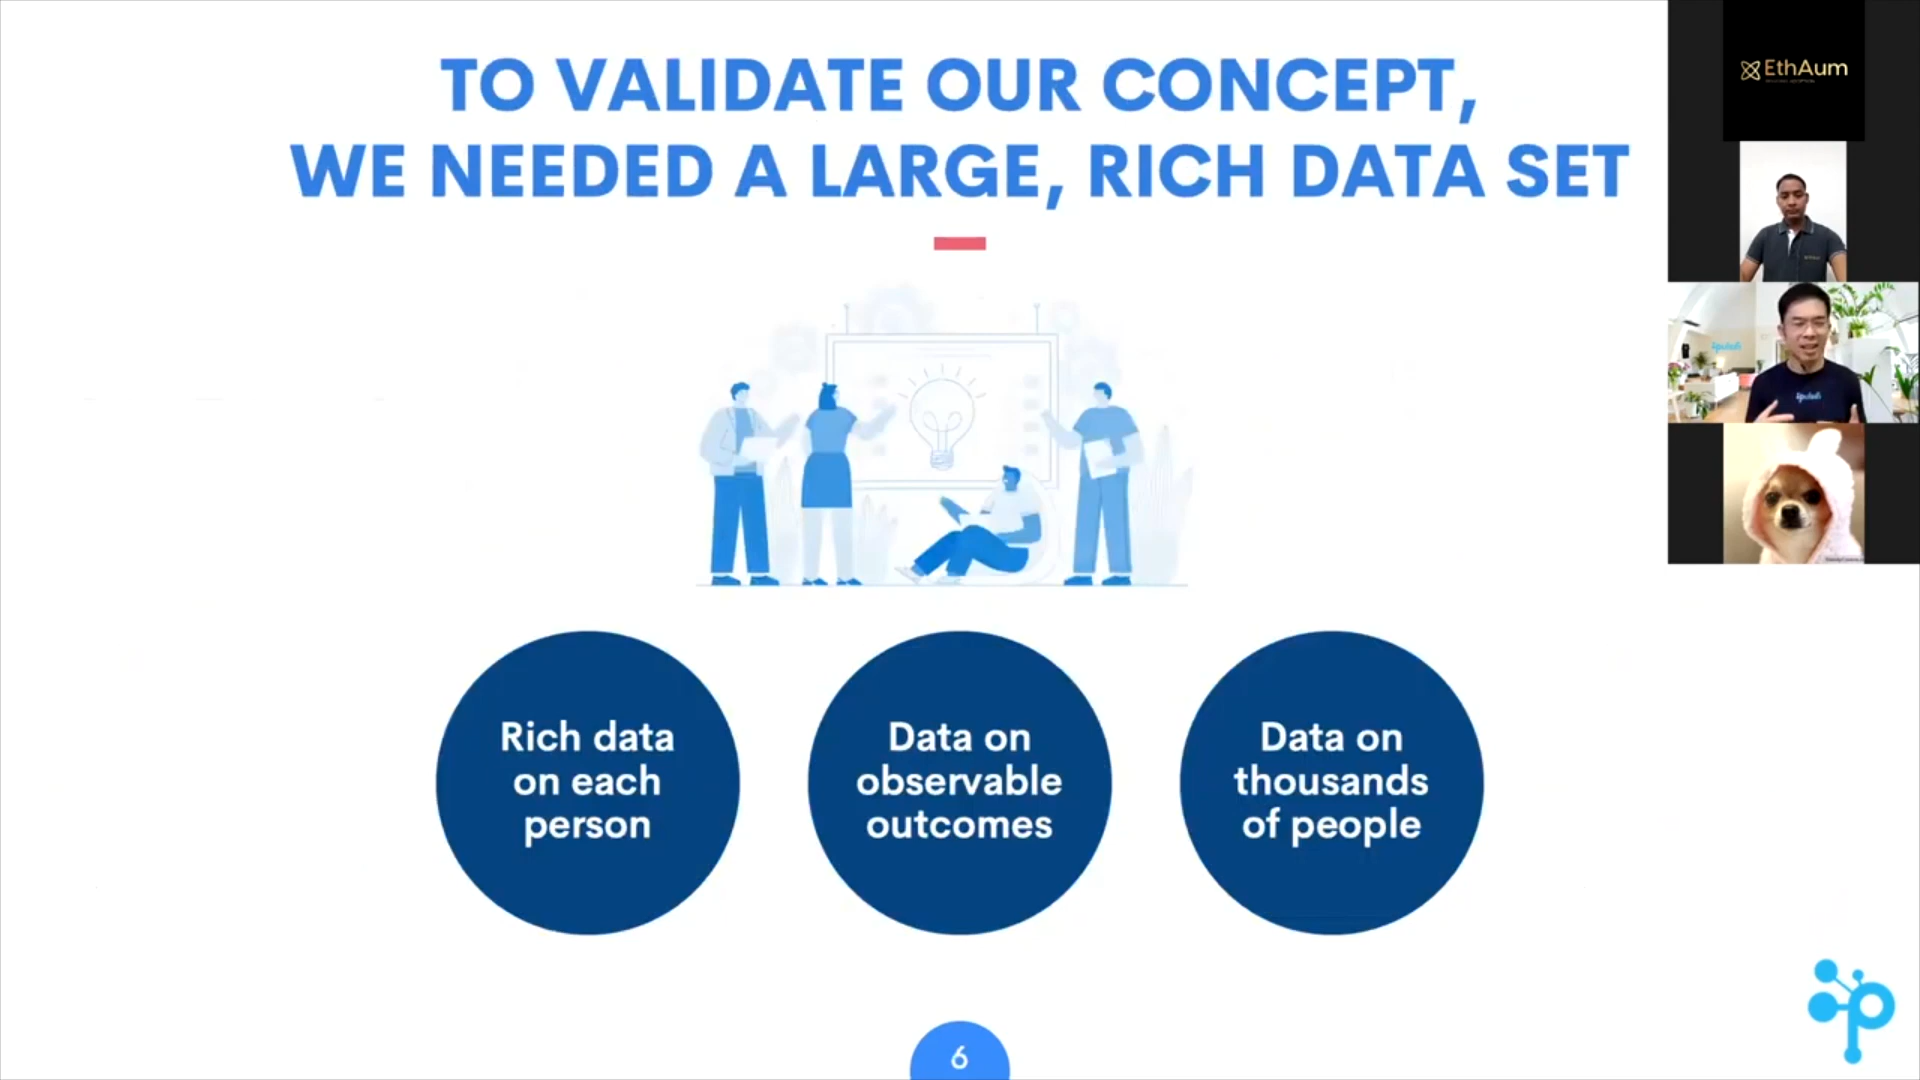 TO VALIDATE OUR CONCEPT,
WE NEEDED A LARGE, RICH DATA SET
EthAum
Rich data
on each
person
Data on
observable
outcomes
Data on
thousands
of people
6